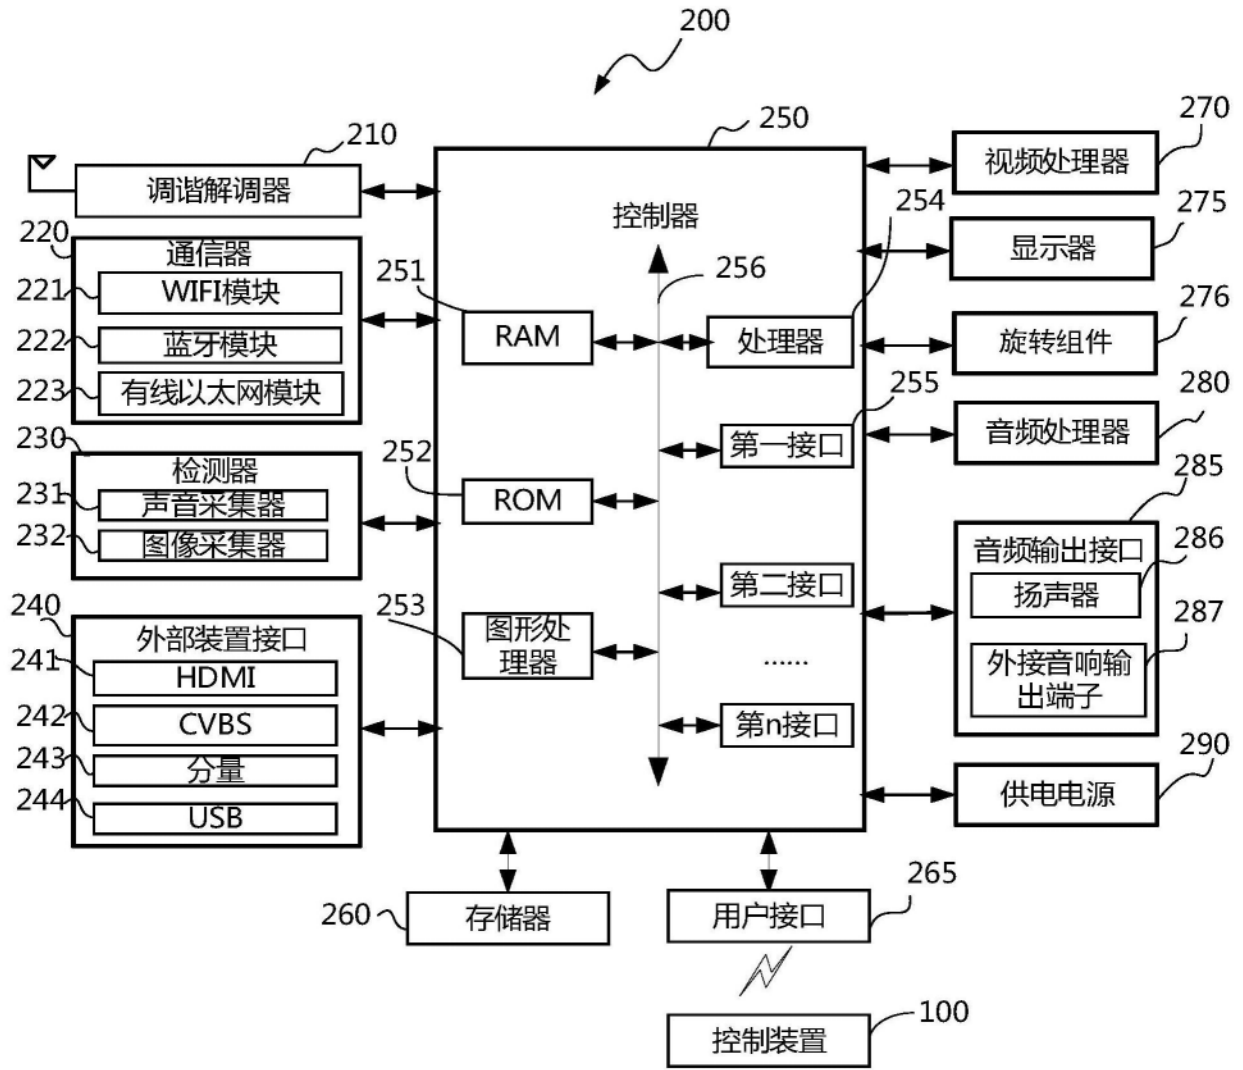 200
210
调谐解调器
220
通信器
221
WIFI模块
222
蓝牙模块
223
有线以太网模块
230
检测器
231
声音采集器
232
图像采集器
240
外部装置接口
241
HDMI
242
CVBS
243
分量
244
USB
250
控制器
251
RAM
252
ROM
253
图形处
理器
256
254
处理器
255
第一接口
第二接口
......
第n接口
270
视频处理器
275
显示器
276
旋转组件
280
音频处理器
285
音频输出接口
286
扬声器
287
外接音响输
出端子
290
供电电源
260
存储器
265
用户接口
100
控制装置